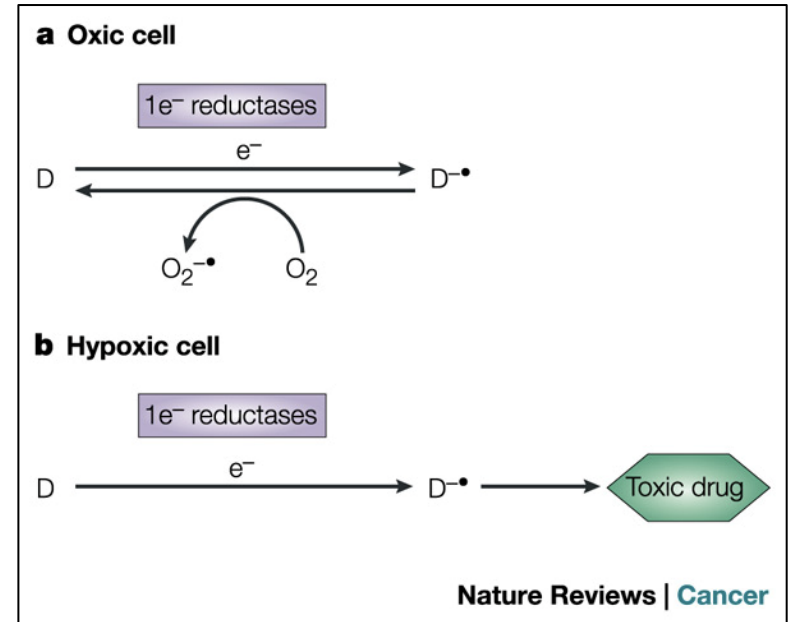 a Oxic cell
1e⁻ reductases
e⁻
D D⁻•
O₂⁻• O₂
b Hypoxic cell
1e⁻ reductases
e⁻
D D⁻• Toxic drug
Nature Reviews | Cancer